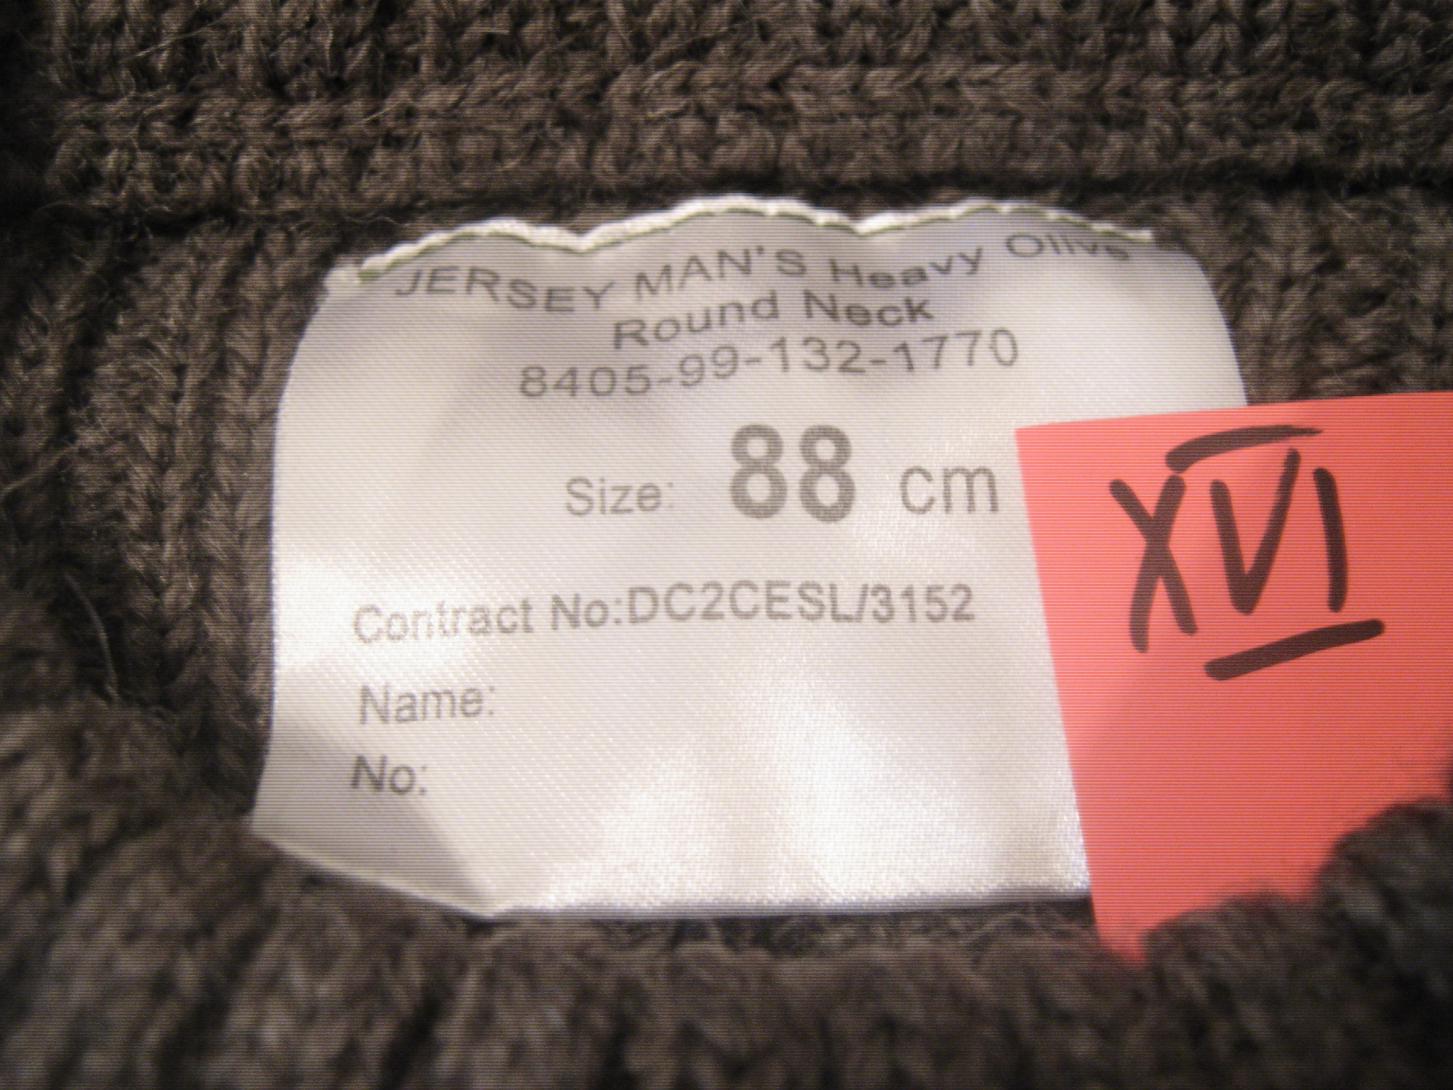 JERSEY MAN'S Heavy Olive
Round Neck
8405-99-132-1770
Size: 88 cm
Contract No:DC2CESL/3152
Name:
No:
XVI